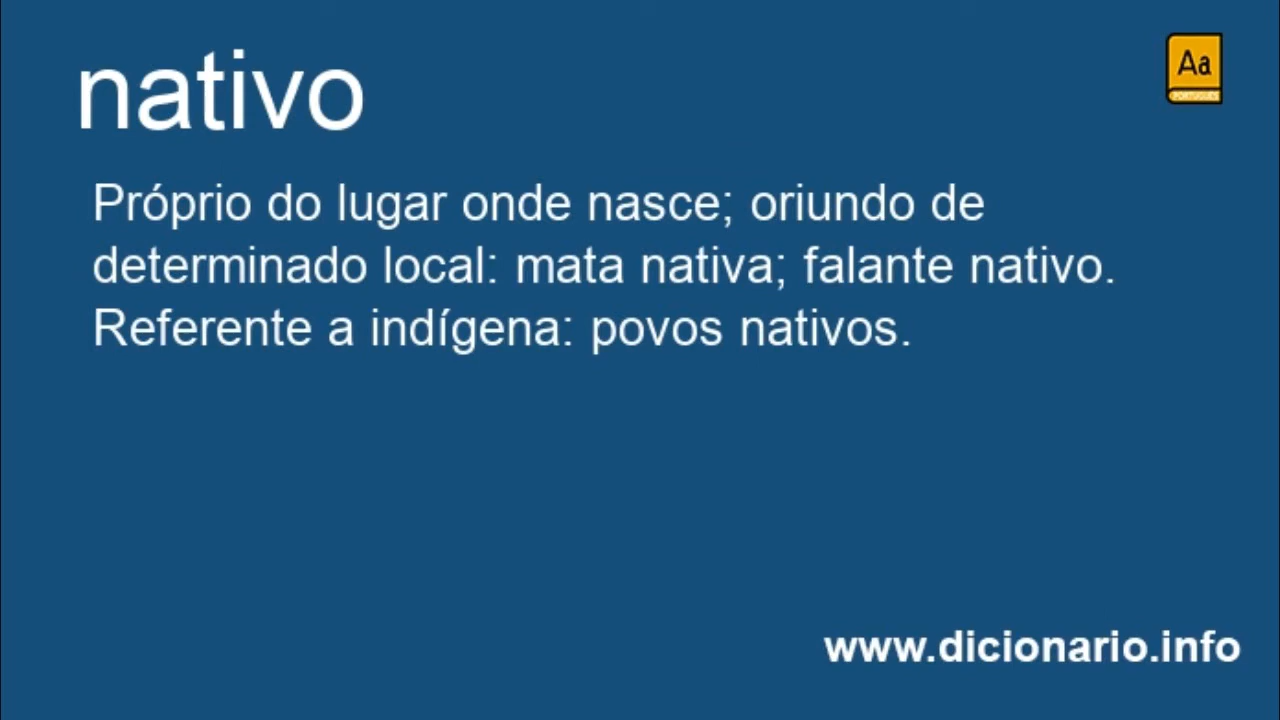 nativo
Aa
PORTUGUÊS
Próprio do lugar onde nasce; oriundo de
determinado local: mata nativa; falante nativo.
Referente a indígena: povos nativos.
www.dicionario.info